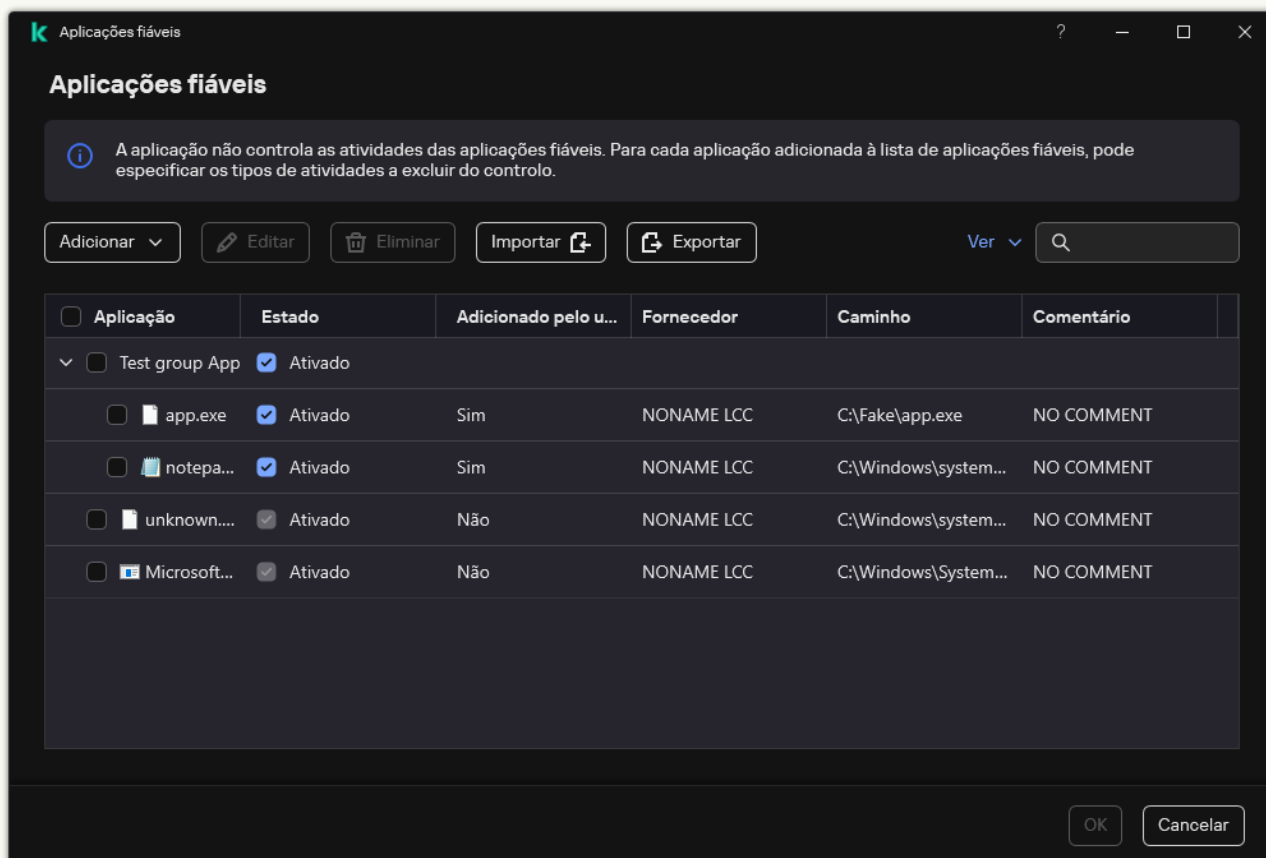 Aplicações fiáveis
?
Aplicações fiáveis
A aplicação não controla as atividades das aplicações fiáveis. Para cada aplicação adicionada à lista de aplicações fiáveis, pode
especificar os tipos de atividades a excluir do controlo.
Adicionar Editar Eliminar Importar Exportar Ver
Aplicação Estado Adicionado pelo u... Fornecedor Caminho Comentário
Test group App Ativado
app.exe Ativado Sim NONAME LCC C:\Fake\app.exe NO COMMENT
notepa... Ativado Sim NONAME LCC C:\Windows\system... NO COMMENT
unknown.... Ativado Não NONAME LCC C:\Windows\system... NO COMMENT
Microsoft... Ativado Não NONAME LCC C:\Windows\System... NO COMMENT
OK Cancelar